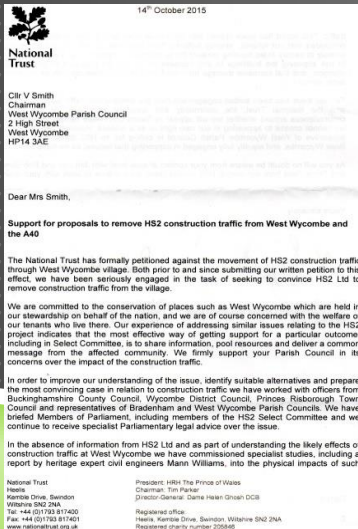 14th October 2015
National
Trust
Cllr V Smith
Chairman
West Wycombe Parish Council
2 High Street
West Wycombe
HP14 3AE
Dear Mrs Smith,
Support for proposals to remove HS2 construction traffic from West Wycombe and
the A40
The National Trust has formally petitioned against the movement of HS2 construction traffic
through West Wycombe village. Both prior to and since submitting our written petition to this
effect, we have been seriously engaged in the task of seeking to convince HS2 Ltd to
remove construction traffic from the village.
We are committed to the conservation of places such as West Wycombe which are held in
our stewardship on behalf of the nation, and we are of course concerned with the welfare of
our tenants who live there. Our experience of addressing similar issues relating to the HS2
project indicates that the most effective way of getting support for a particular outcome,
including in Select Committee, is to share information, pool resources and deliver a common
message from the affected community. We firmly support your Parish Council in its
concerns over the impact of the construction traffic.
In order to improve our understanding of the issue, identify suitable alternatives and prepare
the most convincing case in relation to construction traffic we have worked with officers from
Buckinghamshire County Council, Wycombe District Council, Princes Risborough Town
Council and representatives of Bradenham and West Wycombe Parish Councils. We have
briefed Members of Parliament, including members of the HS2 Select Committee and we
continue to receive specialist Parliamentary legal advice over the issue.
In the absence of information from HS2 Ltd and as part of understanding the likely effects of
construction traffic at West Wycombe we have commissioned specialist studies, including a
report by heritage expert civil engineers Mann Williams, into the physical impacts of such
National Trust
Heelis
Kemble Drive, Swindon
Wiltshire SN2 2NA
Tel: +44 (0)1793 817400
Fax: +44 (0)1793 817401
www.nationaltrust.org.uk
President: HRH The Prince of Wales
Chairman: Tim Parker
Director-General: Dame Helen Ghosh DCB
Registered office:
Heelis, Kemble Drive, Swindon, Wiltshire SN2 2NA
Registered charity number 205846